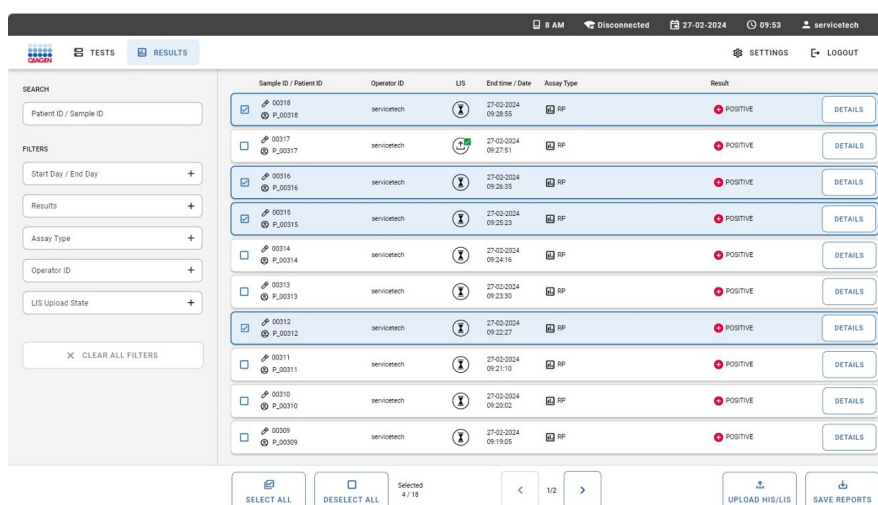 8 AM Disconnected 27-02-2024 09:53 servicetech
QIAGEN TESTS RESULTS SETTINGS LOGOUT
SEARCH
Patient ID / Sample ID
FILTERS
Start Day / End Day +
Results +
Assay Type +
Operator ID +
LIS Upload State +
CLEAR ALL FILTERS
Sample ID / Patient ID Operator ID LIS End time / Date Assay Type Result
00318 27-02-2024
P_00318 servicetech 09:28:55 RP POSITIVE DETAILS
00317 27-02-2024
P_00317 servicetech 09:27:51 RP POSITIVE DETAILS
00316 27-02-2024
P_00316 servicetech 09:26:35 RP POSITIVE DETAILS
00315 27-02-2024
P_00315 servicetech 09:25:23 RP POSITIVE DETAILS
00314 27-02-2024
P_00314 servicetech 09:24:16 RP POSITIVE DETAILS
00313 27-02-2024
P_00313 servicetech 09:23:30 RP POSITIVE DETAILS
00312 27-02-2024
P_00312 servicetech 09:22:27 RP POSITIVE DETAILS
00311 27-02-2024
P_00311 servicetech 09:21:10 RP POSITIVE DETAILS
00310 27-02-2024
P_00310 servicetech 09:20:02 RP POSITIVE DETAILS
00309 27-02-2024
P_00309 servicetech 09:19:05 RP POSITIVE DETAILS
SELECT ALL DESELECT ALL Selected
4 / 18 < 1/2 > UPLOAD HIS/LIS SAVE REPORTS